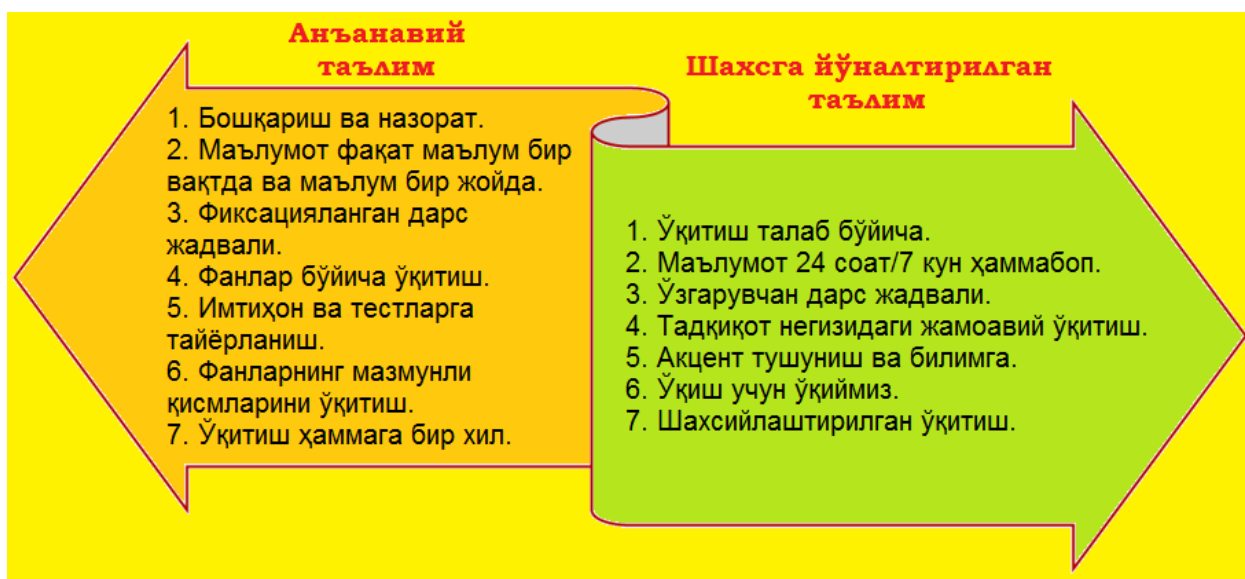 Анъанавий
таълим
1. Бошқариш ва назорат.
2. Маълумот фақат маълум бир
вақтда ва маълум бир жойда.
3. Фиксацияланган дарс
жадвали.
4. Фанлар бўйича ўқитиш.
5. Имтиҳон ва тестларга
тайёрланиш.
6. Фанларнинг мазмунли
қисмларини ўқитиш.
7. Ўқитиш ҳаммага бир хил.
Шахсга йўналтирилган
таълим
1. Ўқитиш талаб бўйича.
2. Маълумот 24 соат/7 кун ҳаммабоп.
3. Ўзгарувчан дарс жадвали.
4. Тадқиқот негизидаги жамоавий ўқитиш.
5. Акцент тушуниш ва билимга.
6. Ўқиш учун ўқиймиз.
7. Шахсийлаштирилган ўқитиш.